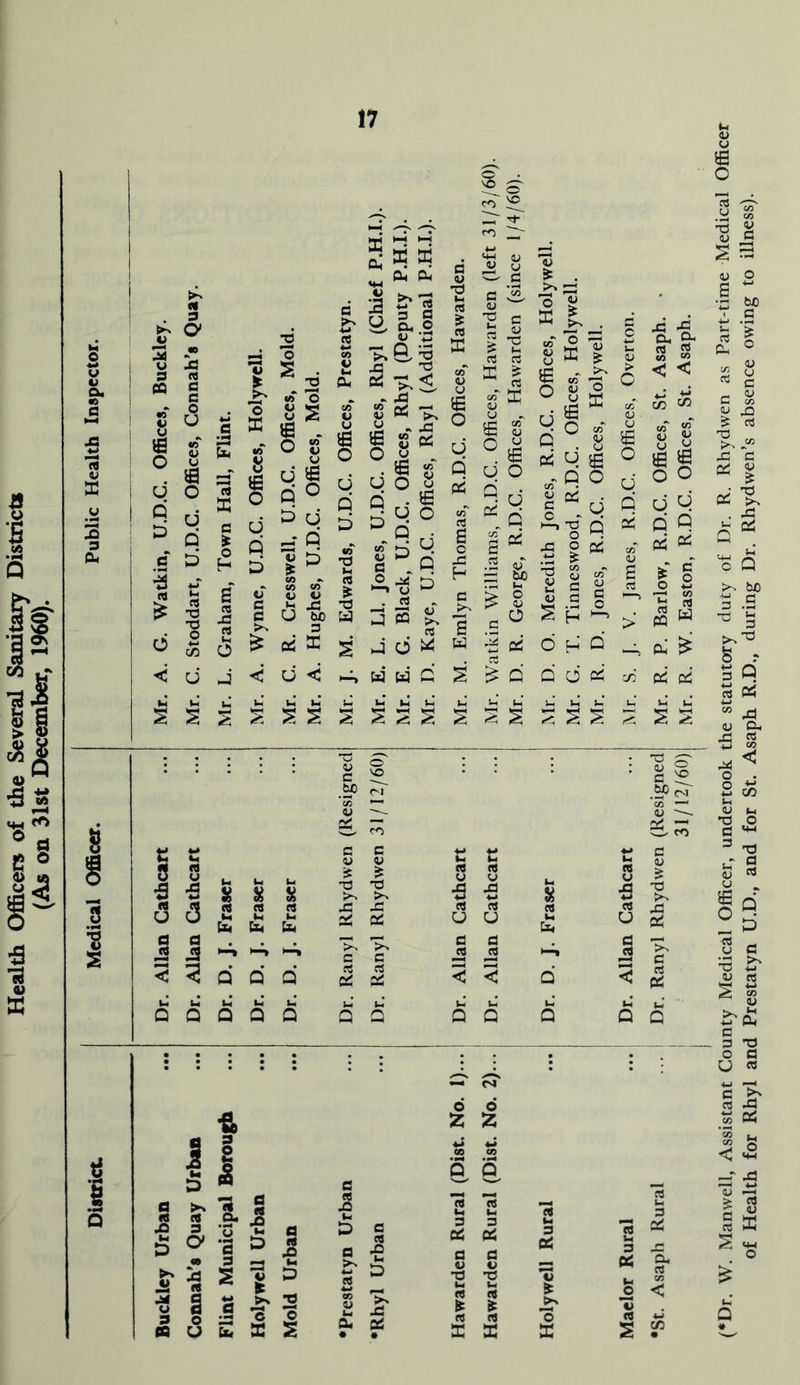 17
Health Officers of the Several Sanitary Districts
(As on 31st December, 1960).
District. Medical Officer. Public Health Inspector.
Buckley Urban ... Dr. Allan Cathcart ... Mr. A. G. Watkin, U.D.C. Offices, Buckley.
Connah's Quay Urban ... Dr. Allan Cathcart ... Mr. C. Stoddart, U.D.C. Offices, Connah's Quay.
Flint Municipal Borough ... Dr. D. J. Fraser ... Mr. J. Graham, Town Hall, Flint.
Holywell Urban ... Dr. D. J. Fraser ... Mr. A. Wynne, U.D.C. Offices, Holywell.
Mold Urban ... Dr. D. J. Fraser ... Mr. C. R. Cresswell, U.D.C. Offices, Mold.
Mr. A. Hughes, U.D.C. Offices, Mold.
*Prestatyn Urban ... Dr. Ranyl Rhydwen (Resigned Mr. J. M. Edwards, U.D.C. Offices, Prestatyn.
*Rhyl Urban ... Dr. Ranyl Rhydwen 31/12/60) Mr. E. L. Ll. Jones, U.D.C. Offices, Rhyl (Chief P.H.I.).
Mr. E. G. Black, U.D.C. Offices, Rhyl (Deputy P.H.I.).
Mr. D. Kaye, U.D.C. Offices, Rhyl (Additional P.H.I.).
Hawarden Rural (Dist. No. 1)... Dr. Allan Cathcart ... Mr. M. Emlyn Thomas, R.D.C. Offices, Hawarden.
Hawarden Rural (Dist. No. 2)... Dr. Allan Cathcart ... Mr. Watkin Williams, R.D.C. Offices, Hawarden (left 31/3/60).
Mr. D. R. George, R.D.C. Offices, Hawarden (since 1/4/60).
Holywell Rural ... Dr. D. J. Fraser ... Mr. D. O. Meredith Jones, R.D.C. Offices, Holywell.
Mr. G. T. Tinneswood, R.D.C. Offices, Holywell.
Mr. R. D. Jones, R.D.C. Offices, Holywell.
Maelor Rural ... Dr. Allan Cathcart ... Mr. S. J. V. James, R.D.C. Offices, Overton.
*St. Asaph Rural ... Dr. Ranyl Rhydwen (Resigned Mr. R. P. Barlow, R.D.C. Offices, St. Asaph.
31/12/60) Mr. R. W. Easton, R.D.C. Offices, St. Asaph.
(*Dr. W. Manwell, Assistant County Medical Officer, undertook the statutory duty of Dr. R. Rhydwen as Part-time Medical Officer
of Health for Rhyl and Prestatyn U.D., and for St. Asaph R.D., during Dr. Rhydwen's absence owing to illness).